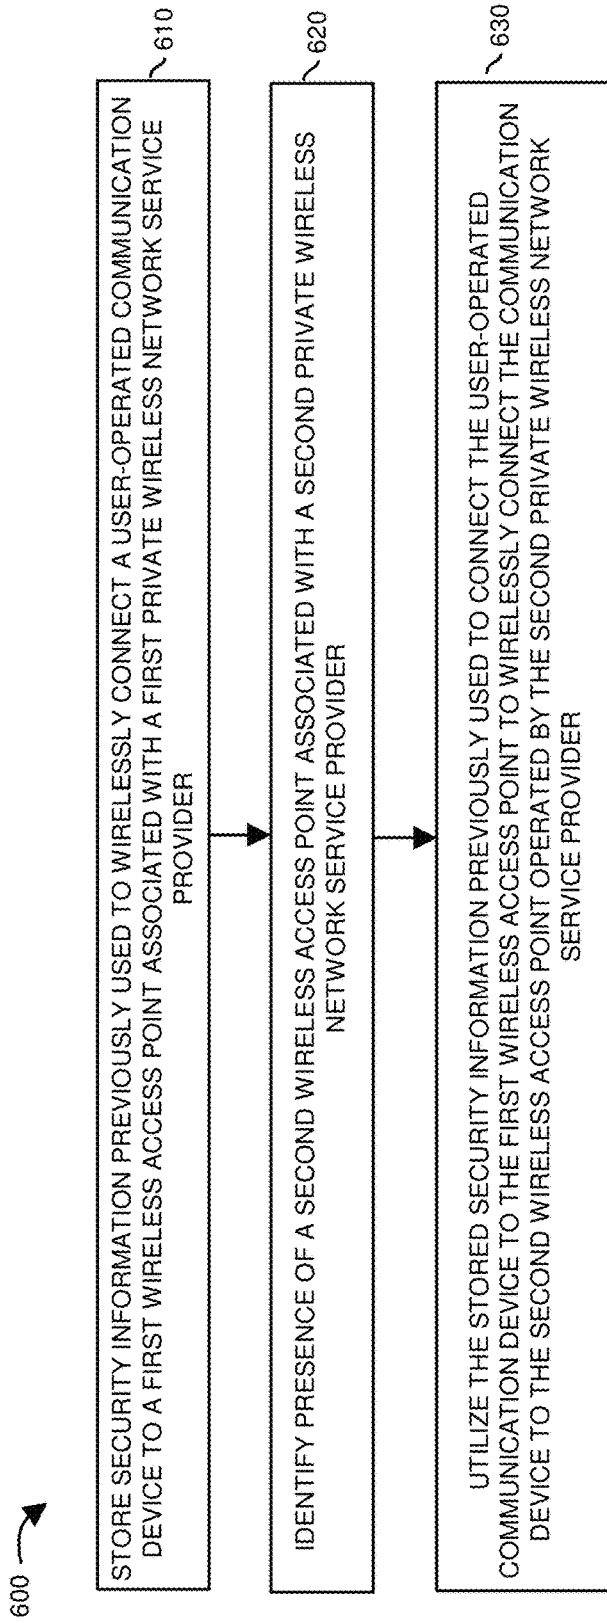 600
610
STORE SECURITY INFORMATION PREVIOUSLY USED TO WIRELESSLY CONNECT A USER-OPERATED COMMUNICATION
DEVICE TO A FIRST WIRELESS ACCESS POINT ASSOCIATED WITH A FIRST PRIVATE WIRELESS NETWORK SERVICE
PROVIDER
620
IDENTIFY PRESENCE OF A SECOND WIRELESS ACCESS POINT ASSOCIATED WITH A SECOND PRIVATE WIRELESS
NETWORK SERVICE PROVIDER
630
UTILIZE THE STORED SECURITY INFORMATION PREVIOUSLY USED TO CONNECT THE USER-OPERATED
COMMUNICATION DEVICE TO THE FIRST WIRELESS ACCESS POINT TO WIRELESSLY CONNECT THE COMMUNICATION
DEVICE TO THE SECOND WIRELESS ACCESS POINT OPERATED BY THE SECOND PRIVATE WIRELESS NETWORK
SERVICE PROVIDER